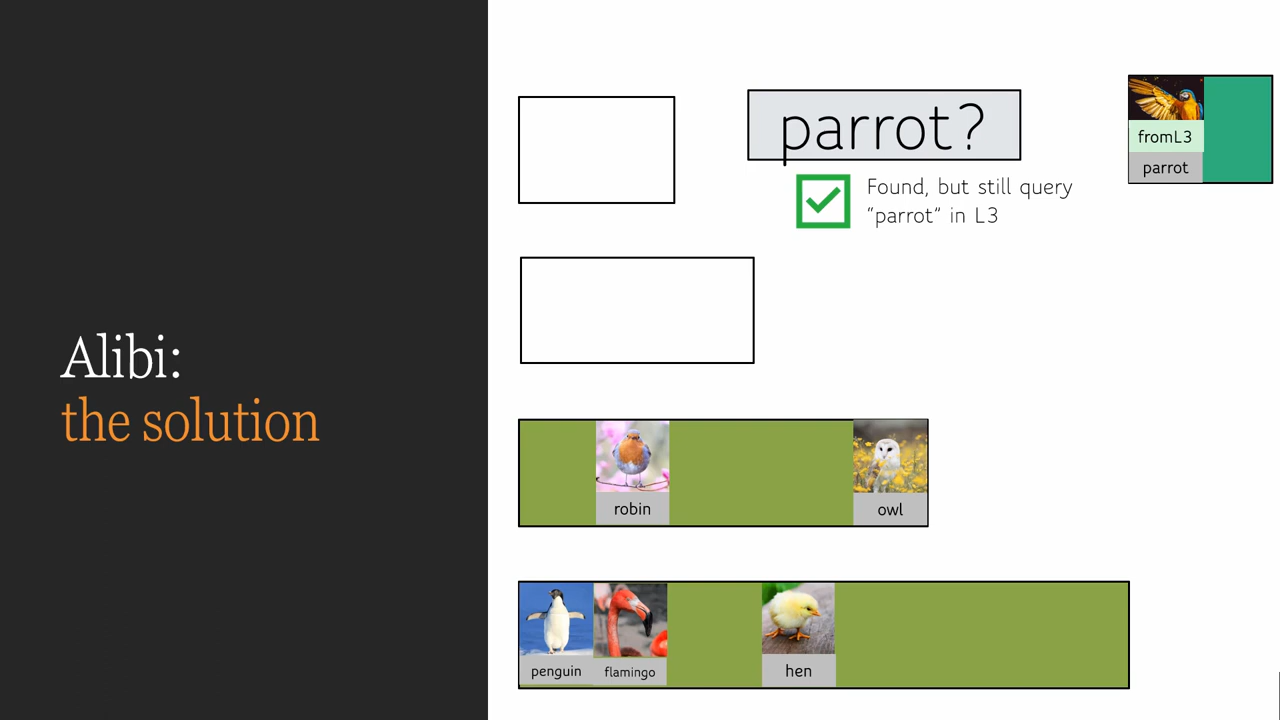 Alibi:
the solution
parrot?
Found, but still query
“parrot” in L3
fromL3
parrot
robin
owl
penguin
flamingo
hen